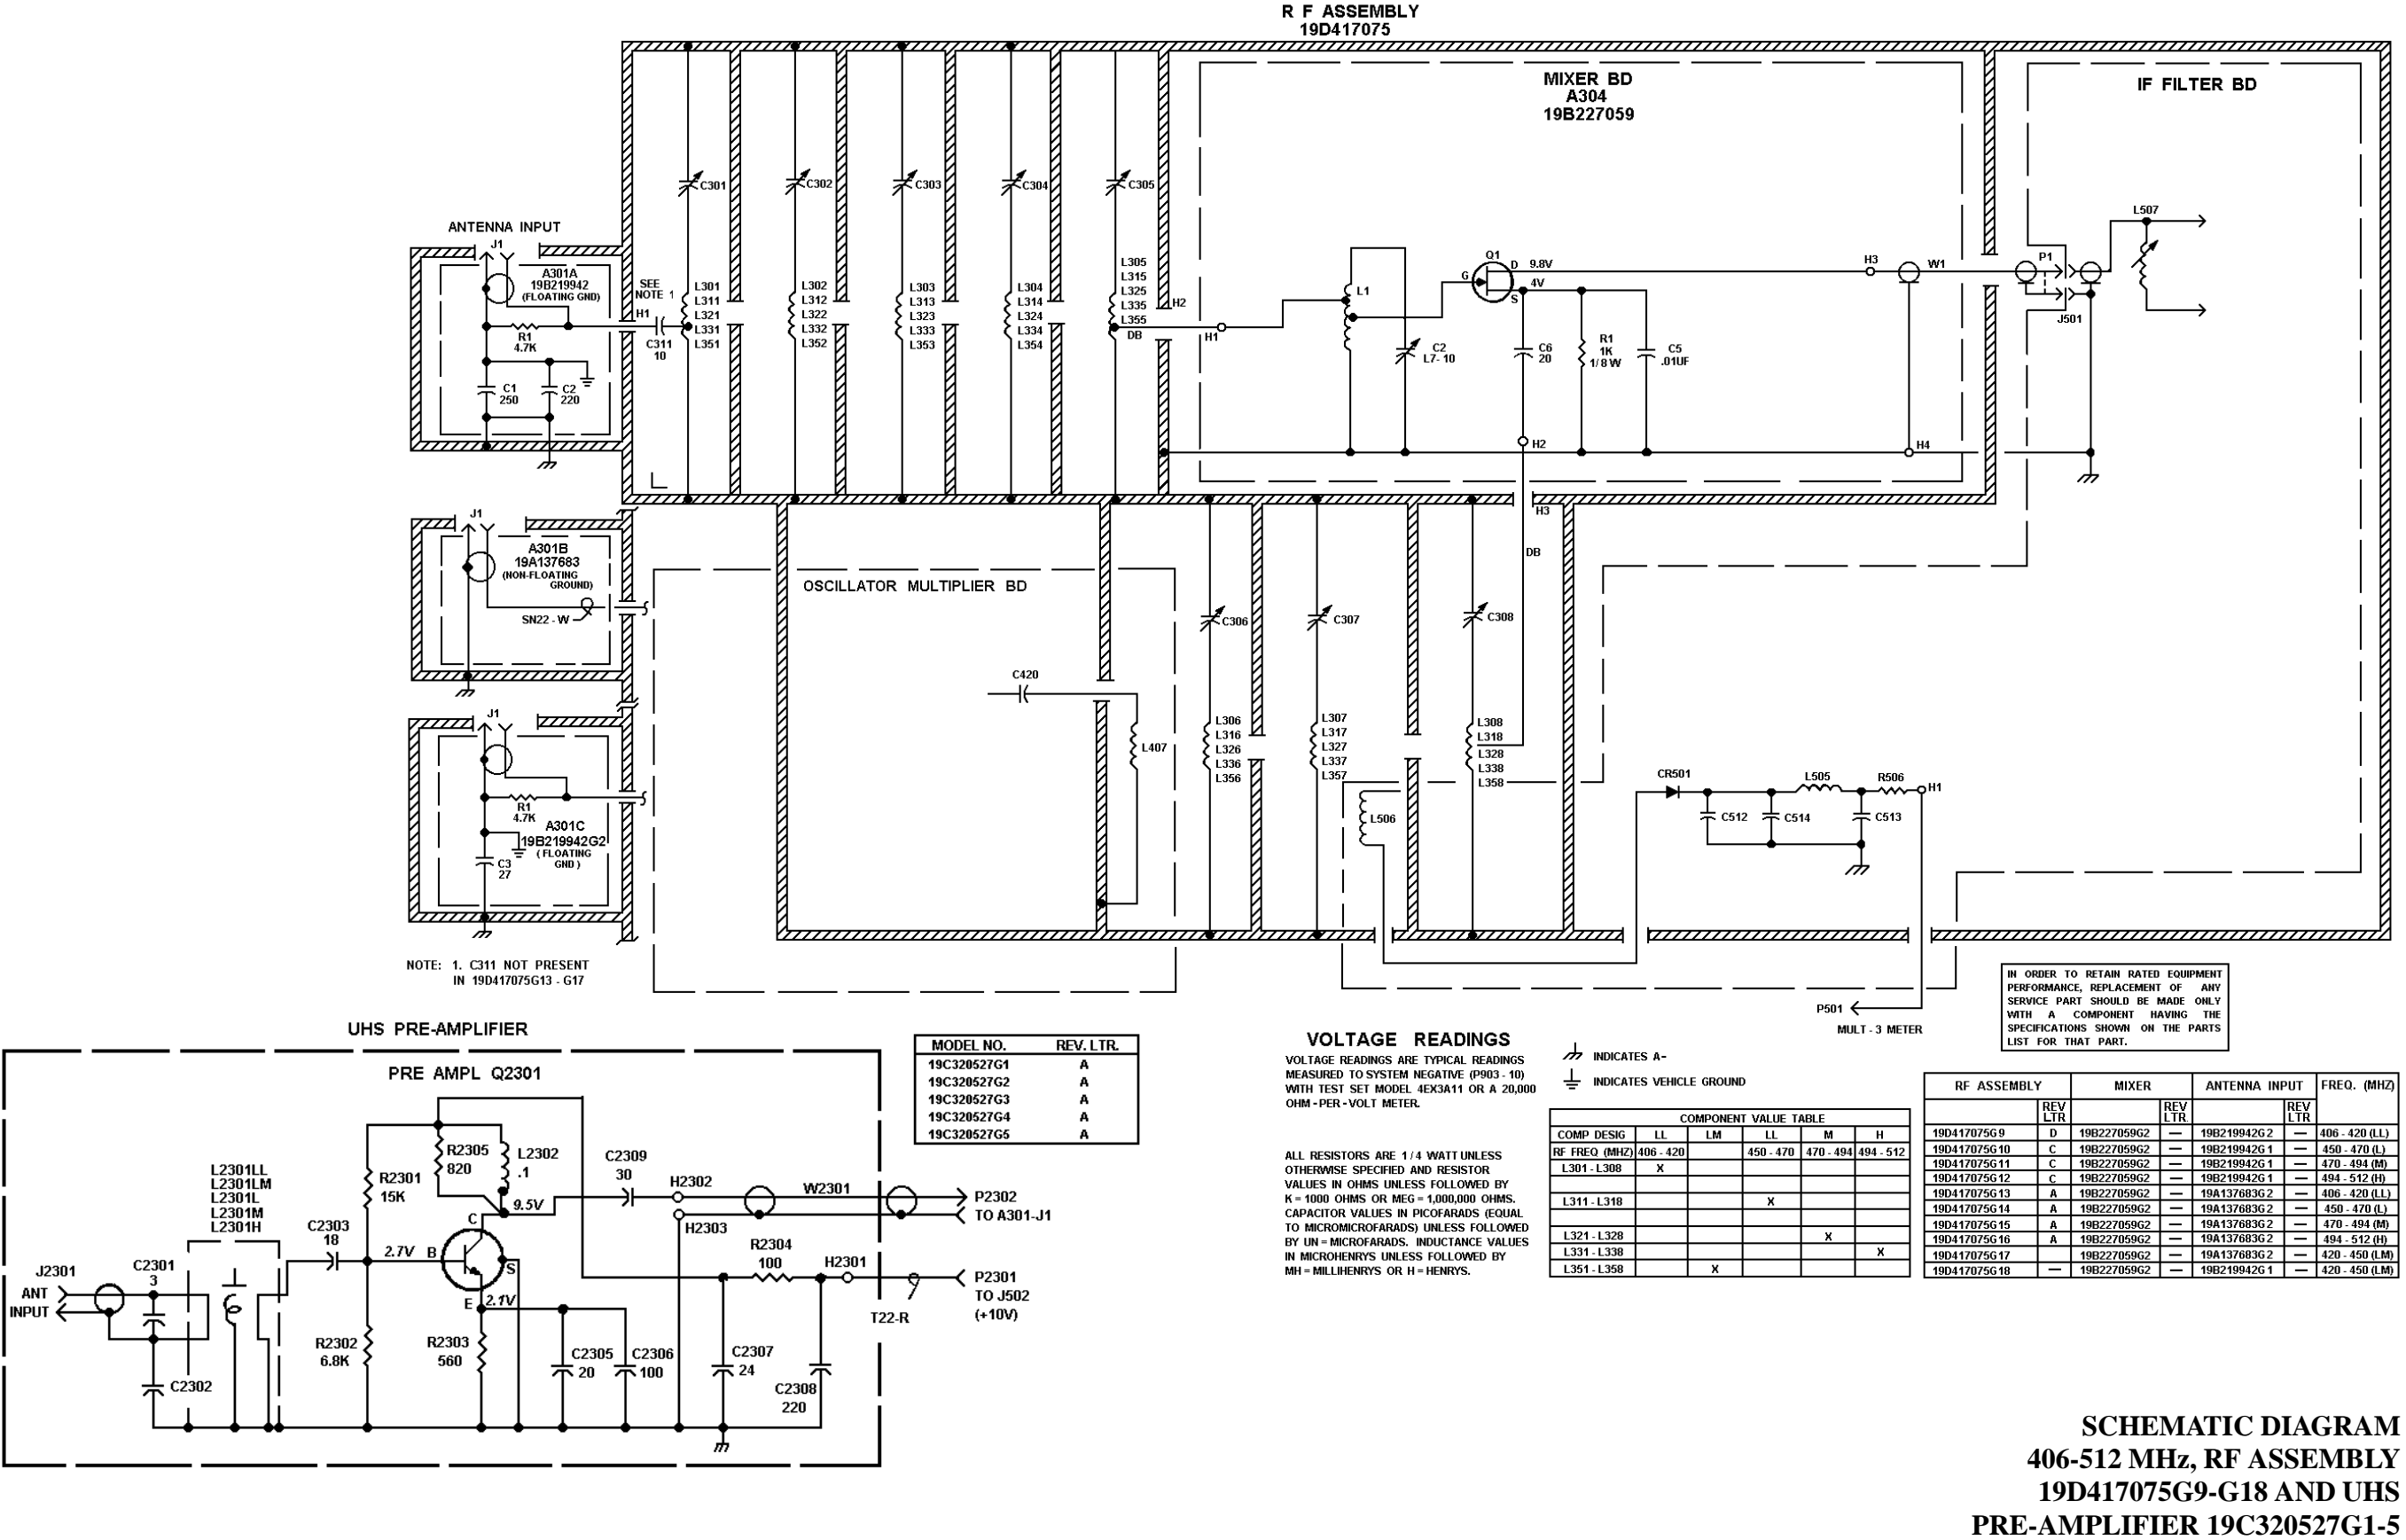 R F ASSEMBLY
19D417075
MIXER BD
A304
19B227059
IF FILTER BD
ANTENNA INPUT
J1
A301A
19B219942
(FLOATING GND)
R1
4.7K
C1
250
C2
220
SEE
NOTE 1
H1
C311
10
C301
L301
L311
L321
L331
L351
C302
L302
L312
L322
L332
L352
C303
L303
L313
L323
L333
L353
C304
L304
L314
L324
L334
L354
C305
L305
L315
L325
L335
L355
DB
H2
H1
L1
C2
L7-10
Q1
G
D
S
9.8V
4V
C6
20
R1
1K
1/8W
C5
.01UF
H2
H3
W1
H4
P1
J501
L507
H3
DB
J1
A301B
19A137683
(NON-FLOATING
GROUND)
SN22-W
OSCILLATOR MULTIPLIER BD
C420
L407
C306
L306
L316
L326
L336
L356
C307
L307
L317
L327
L337
L357
C308
L308
L318
L328
L338
L358
L506
CR501
C512
C514
L505
C513
R506
H1
P501
MULT-3 METER
J1
R1
4.7K
A301C
19B219942G2
(FLOATING
GND)
C3
27
NOTE: 1. C311 NOT PRESENT
IN 19D417075G13-G17
IN ORDER TO RETAIN RATED EQUIPMENT
PERFORMANCE, REPLACEMENT OF ANY
SERVICE PART SHOULD BE MADE ONLY
WITH A COMPONENT HAVING THE
SPECIFICATIONS SHOWN ON THE PARTS
LIST FOR THAT PART.
UHS PRE-AMPLIFIER
PRE AMPL Q2301
MODEL NO. REV. LTR.
19C320527G1 A
19C320527G2 A
19C320527G3 A
19C320527G4 A
19C320527G5 A
J2301
ANT
INPUT
C2301
3
C2302
L2301LL
L2301LM
L2301L
L2301M
L2301H
C2303
18
R2301
15K
R2302
6.8K
2.7V
B
C
E
S
2.1V
9.5V
R2305
820
L2302
.1
R2303
560
C2305
20
C2306
100
C2309
30
H2302
H2303
W2301
P2302
TO A301-J1
R2304
100
H2301
T22-R
P2301
TO J502
(+10V)
C2307
24
C2308
220
VOLTAGE READINGS
VOLTAGE READINGS ARE TYPICAL READINGS
MEASURED TO SYSTEM NEGATIVE (P903-10)
WITH TEST SET MODEL 4EX3A11 OR A 20,000
OHM-PER-VOLT METER.
INDICATES A-
INDICATES VEHICLE GROUND
ALL RESISTORS ARE 1/4 WATT UNLESS
OTHERWISE SPECIFIED AND RESISTOR
VALUES IN OHMS UNLESS FOLLOWED BY
K=1000 OHMS OR MEG=1,000,000 OHMS.
CAPACITOR VALUES IN PICOFARADS (EQUAL
TO MICROMICROFARADS) UNLESS FOLLOWED
BY UN=MICROFARADS. INDUCTANCE VALUES
IN MICROHENRYS UNLESS FOLLOWED BY
MH=MILLIHENRYS OR H=HENRYS.
COMPONENT VALUE TABLE
COMP DESIG LL LM LL M H
RF FREQ (MHZ) 406-420 450-470 470-494 494-512
L301-L308 X
L311-L318 X
L321-L328 X
L331-L338 X
L351-L358 X
RF ASSEMBLY MIXER ANTENNA INPUT FREQ. (MHZ)
REV LTR REV LTR REV LTR
19D417075G9 D 19B227059G2 — 19B219942G2 — 406-420 (LL)
19D417075G10 C 19B227059G2 — 19B219942G1 — 450-470 (L)
19D417075G11 C 19B227059G2 — 19B219942G1 — 470-494 (M)
19D417075G12 C 19B227059G2 — 19B219942G1 — 494-512 (H)
19D417075G13 A 19B227059G2 — 19A137683G2 — 406-420 (LL)
19D417075G14 A 19B227059G2 — 19A137683G2 — 450-470 (L)
19D417075G15 A 19B227059G2 — 19A137683G2 — 470-494 (M)
19D417075G16 A 19B227059G2 — 19A137683G2 — 494-512 (H)
19D417075G17 19B227059G2 — 19A137683G2 — 420-450 (LM)
19D417075G18 — 19B227059G2 — 19B219942G1 — 420-450 (LM)
SCHEMATIC DIAGRAM
406-512 MHz, RF ASSEMBLY
19D417075G9-G18 AND UHS
PRE-AMPLIFIER 19C320527G1-5